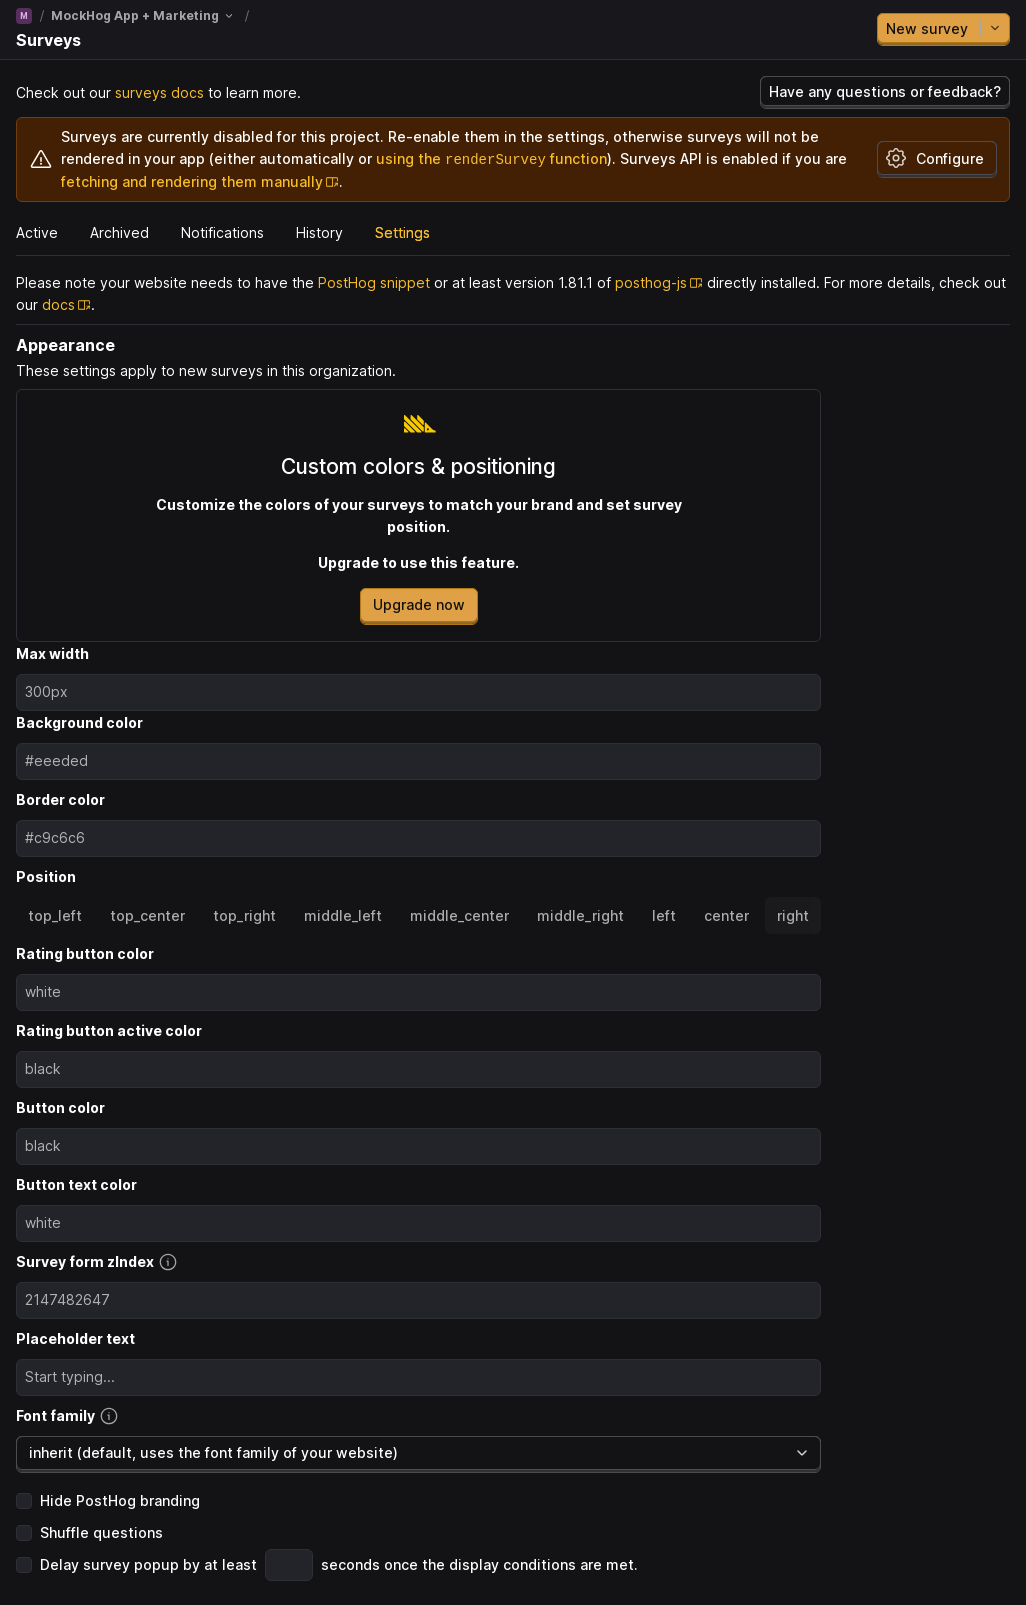 M / MockHog App + Marketing /
Surveys
New survey
Check out our surveys docs to learn more.
Have any questions or feedback?
Surveys are currently disabled for this project. Re-enable them in the settings, otherwise surveys will not be
rendered in your app (either automatically or using the renderSurvey function). Surveys API is enabled if you are
fetching and rendering them manually.
Configure
Active Archived Notifications History Settings
Please note your website needs to have the PostHog snippet or at least version 1.81.1 of posthog-js directly installed. For more details, check out
our docs.
Appearance
These settings apply to new surveys in this organization.
Custom colors & positioning
Customize the colors of your surveys to match your brand and set survey
position.
Upgrade to use this feature.
Upgrade now
Max width
300px
Background color
#eeeded
Border color
#c9c6c6
Position
top_left top_center top_right middle_left middle_center middle_right left center right
Rating button color
white
Rating button active color
black
Button color
black
Button text color
white
Survey form zIndex
2147482647
Placeholder text
Start typing...
Font family
inherit (default, uses the font family of your website)
Hide PostHog branding
Shuffle questions
Delay survey popup by at least seconds once the display conditions are met.